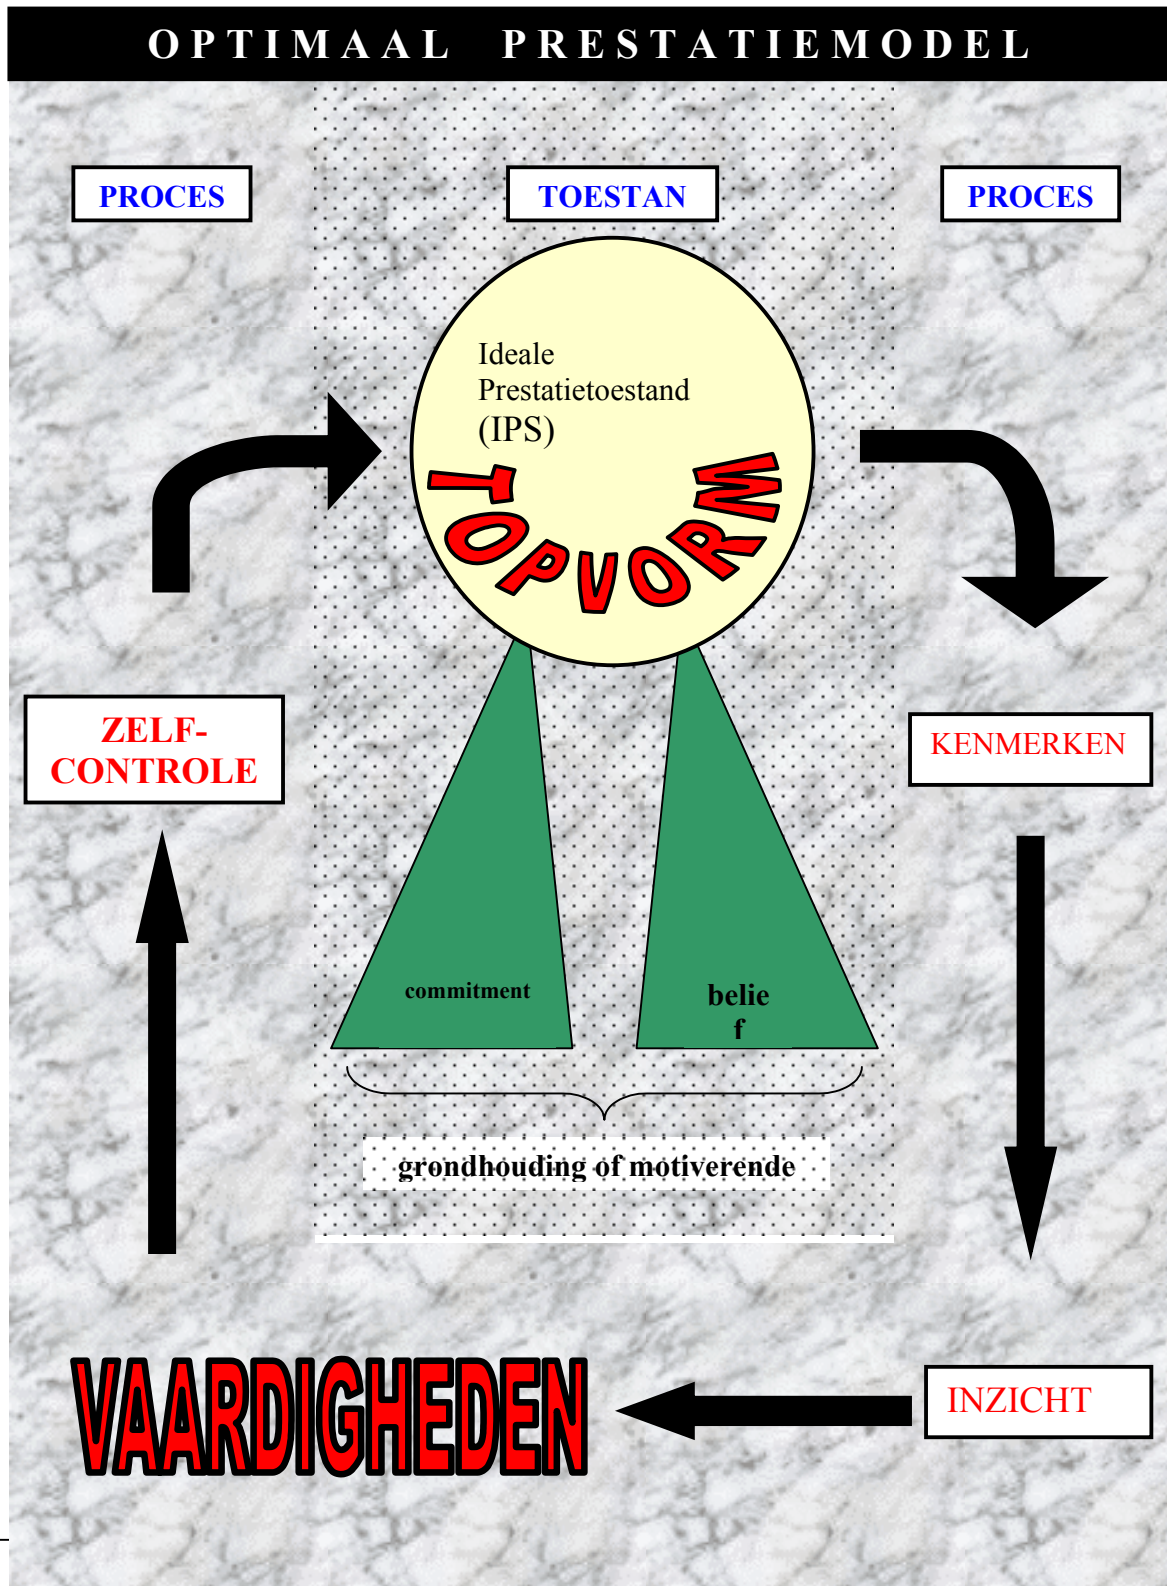 OPTIMAAL PRESTATIEMODEL
PROCES
TOESTAN
PROCES
Ideale
Prestatietoestand
(IPS)
TOPVORM
ZELF-
CONTROLE
KENMERKEN
commitment
belie
f
grondhouding of motiverende
VAARDIGHEDEN
INZICHT